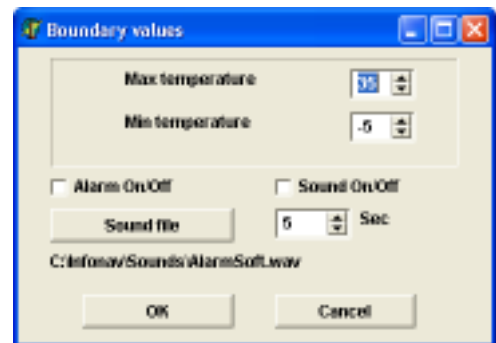 Boundary values
Max temperature 35
Min temperature -5
Alarm On/Off Sound On/Off
Sound file 5 Sec
C:\Infonav\Sounds\AlarmSoft.wav
OK Cancel